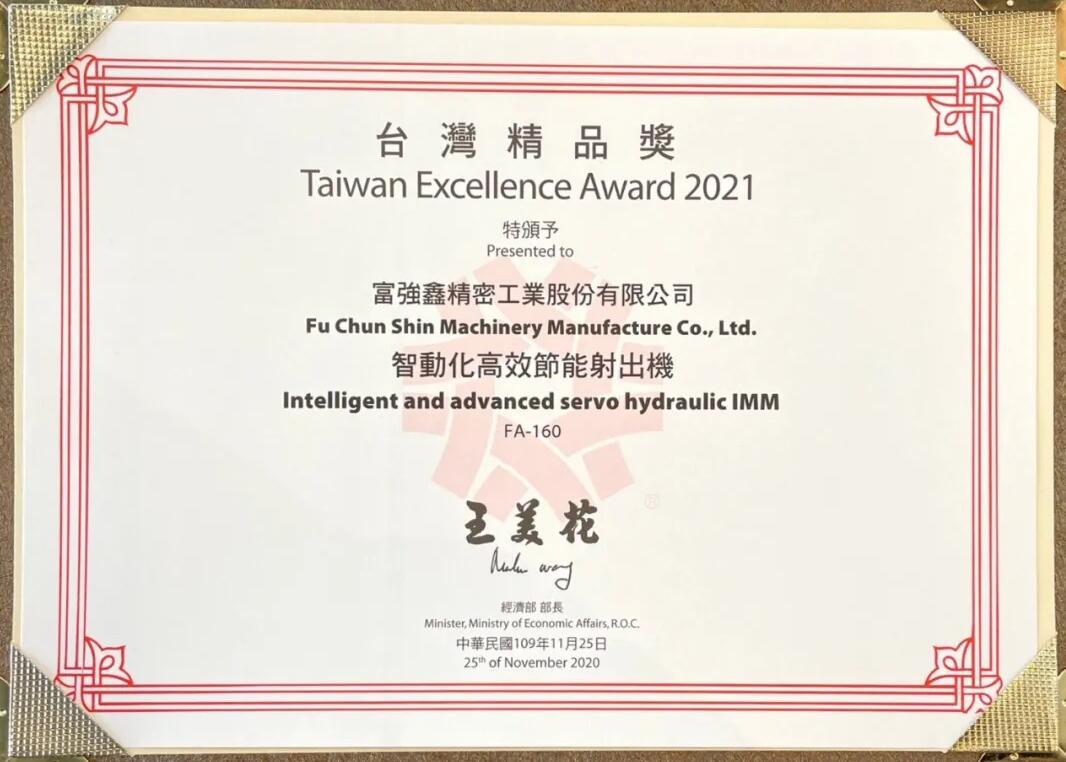 台灣精品獎
Taiwan Excellence Award 2021
特頒予
Presented to
富強鑫精密工業股份有限公司
Fu Chun Shin Machinery Manufacture Co., Ltd.
智動化高效節能射出機
Intelligent and advanced servo hydraulic IMM
FA-160
®
王美花
經濟部 部長
Minister, Ministry of Economic Affairs, R.O.C.
中華民國109年11月25日
25th of November 2020